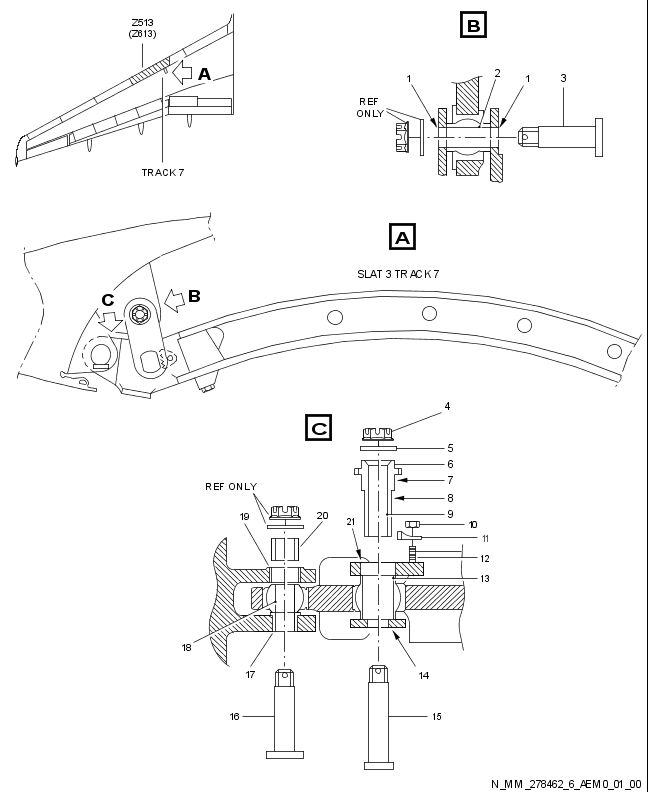 Z513
(Z613)
A
TRACK 7
B
1
2
1
3
REF
ONLY
A
SLAT 3 TRACK 7
B
C
C
4
5
6
7
8
9
10
11
12
13
14
15
16
17
18
19
20
21
REF ONLY
N_MM_278462_6_AEM0_01_00